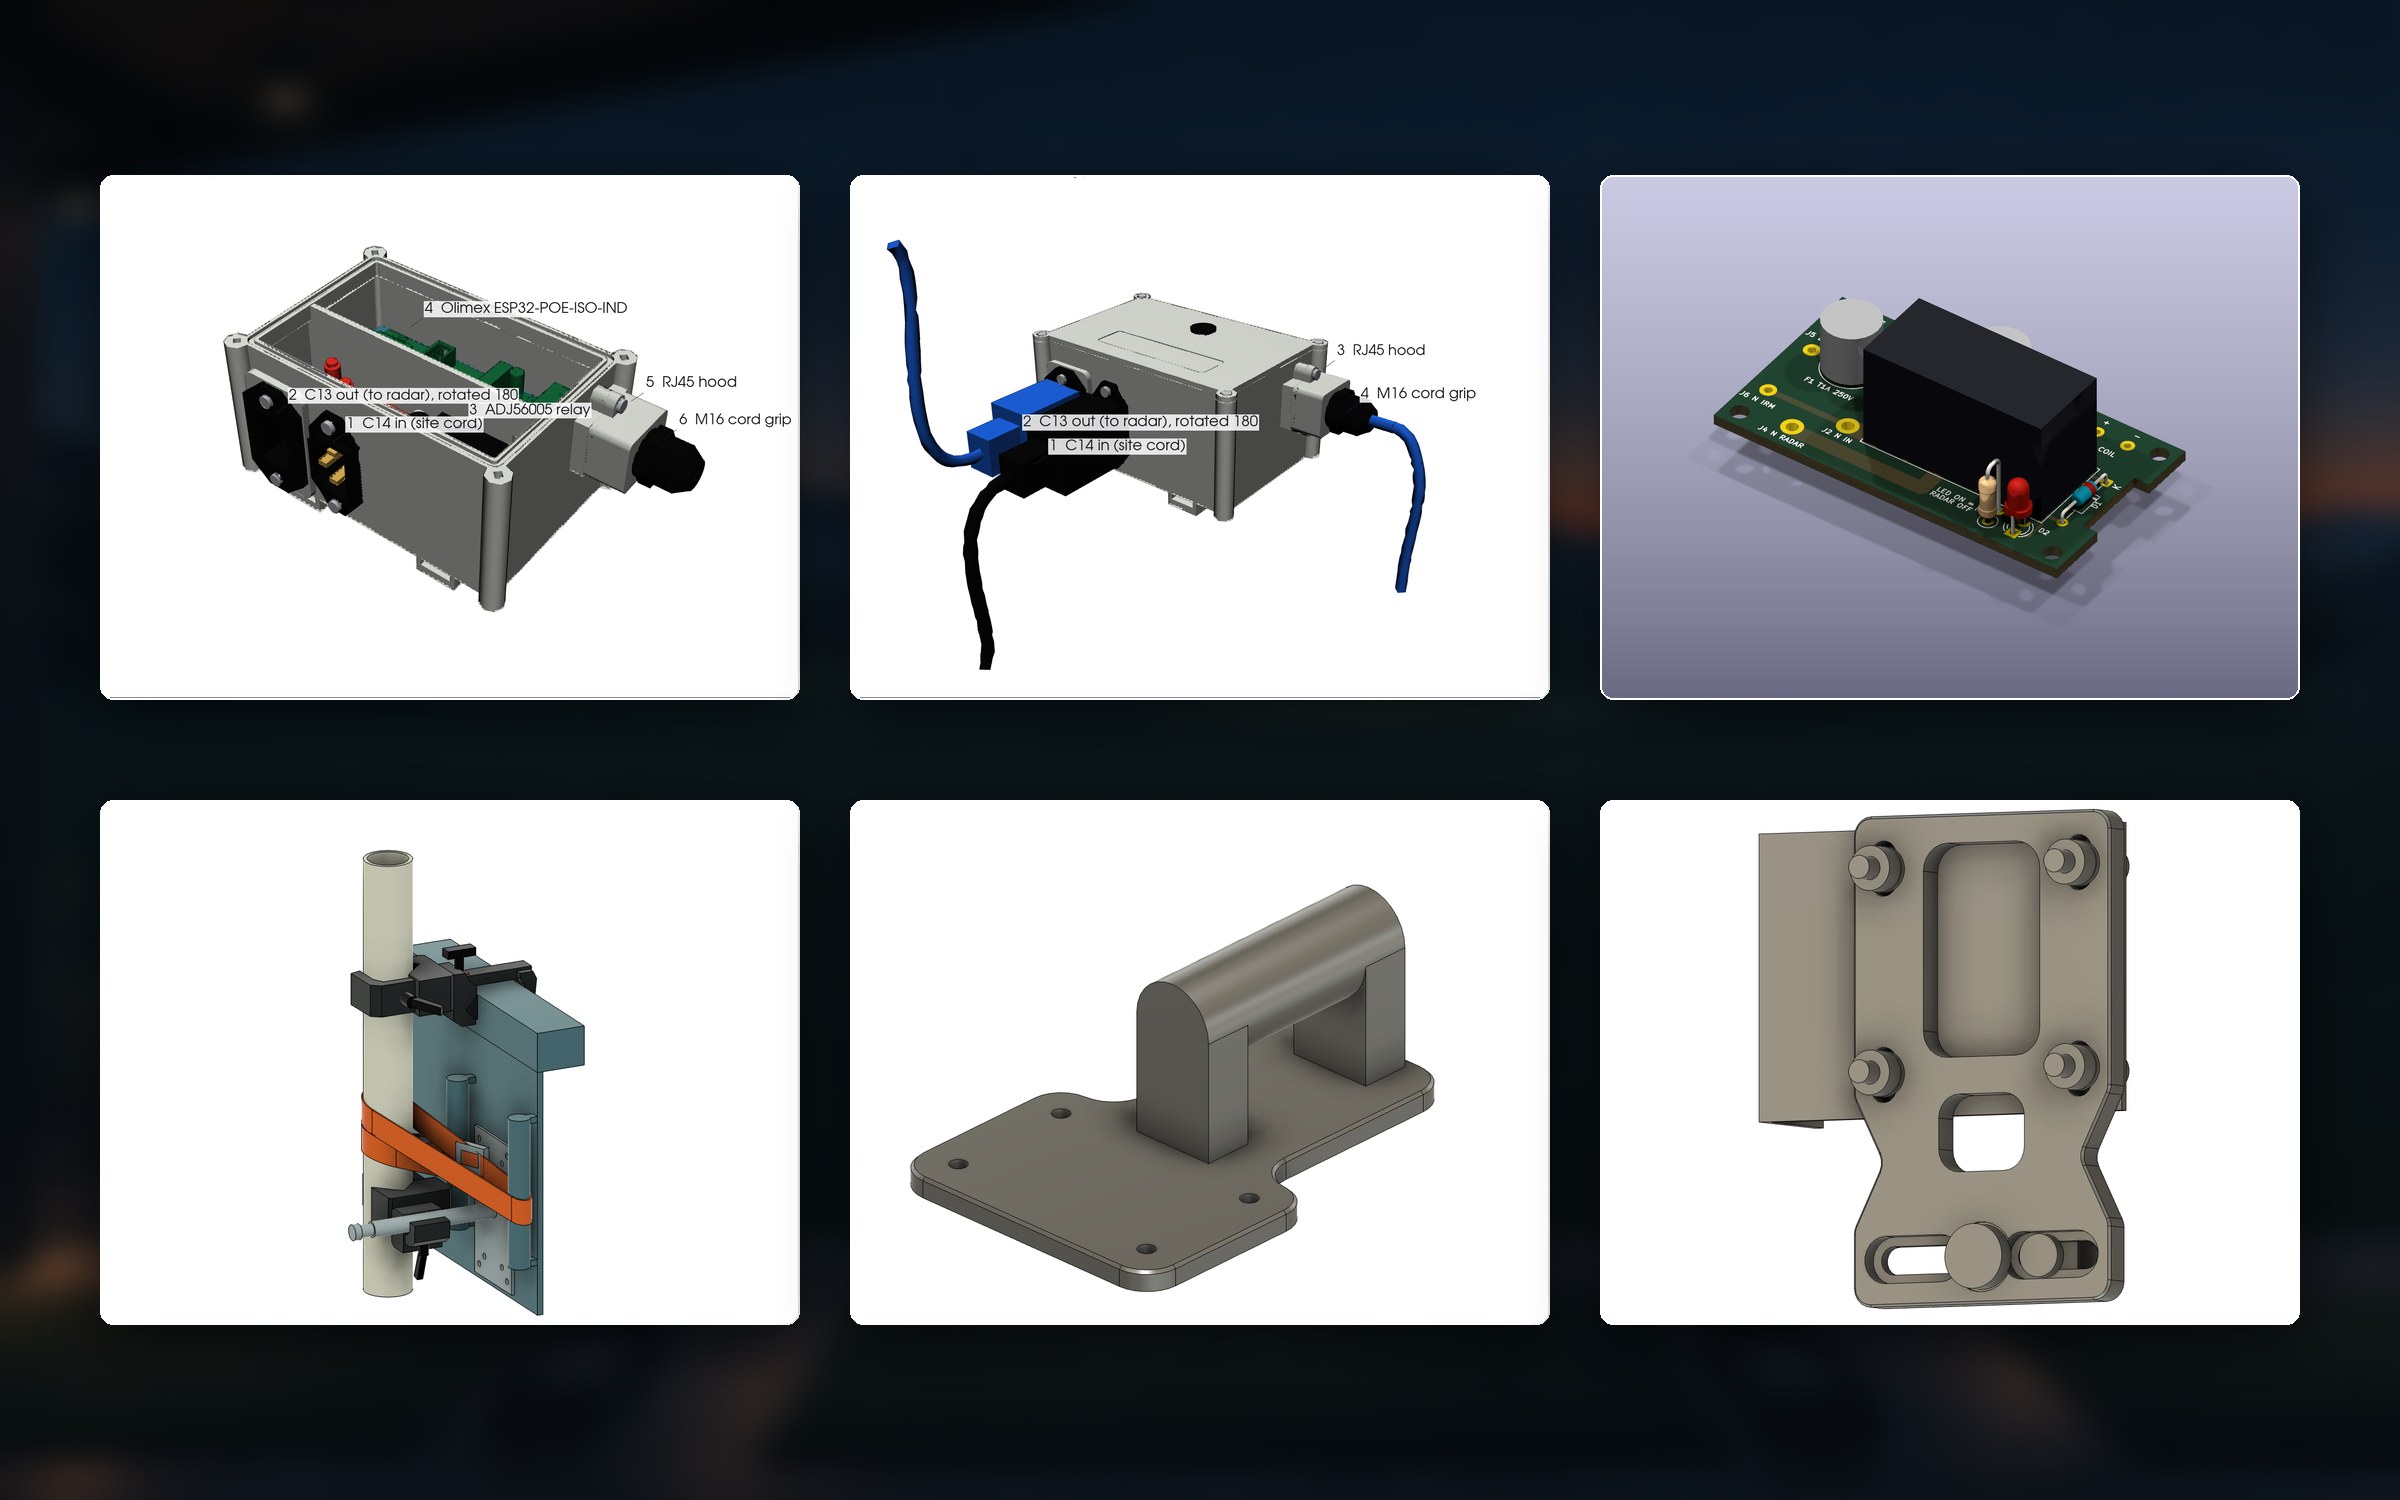 4 Olimex ESP32-POE-ISO-IND
5 RJ45 hood
2 C13 out (to radar), rotated 180
3 ADJ56005 relay
6 M16 cord grip
1 C14 in (site cord)
3 RJ45 hood
4 M16 cord grip
2 C13 out (to radar), rotated 180
1 C14 in (site cord)
J5
F1 T1A 250V
J6 N IRM
J4 N RADAR
J2 N IN
+
-
COIL
LED ON =
RADAR OFF
K
D1
D2